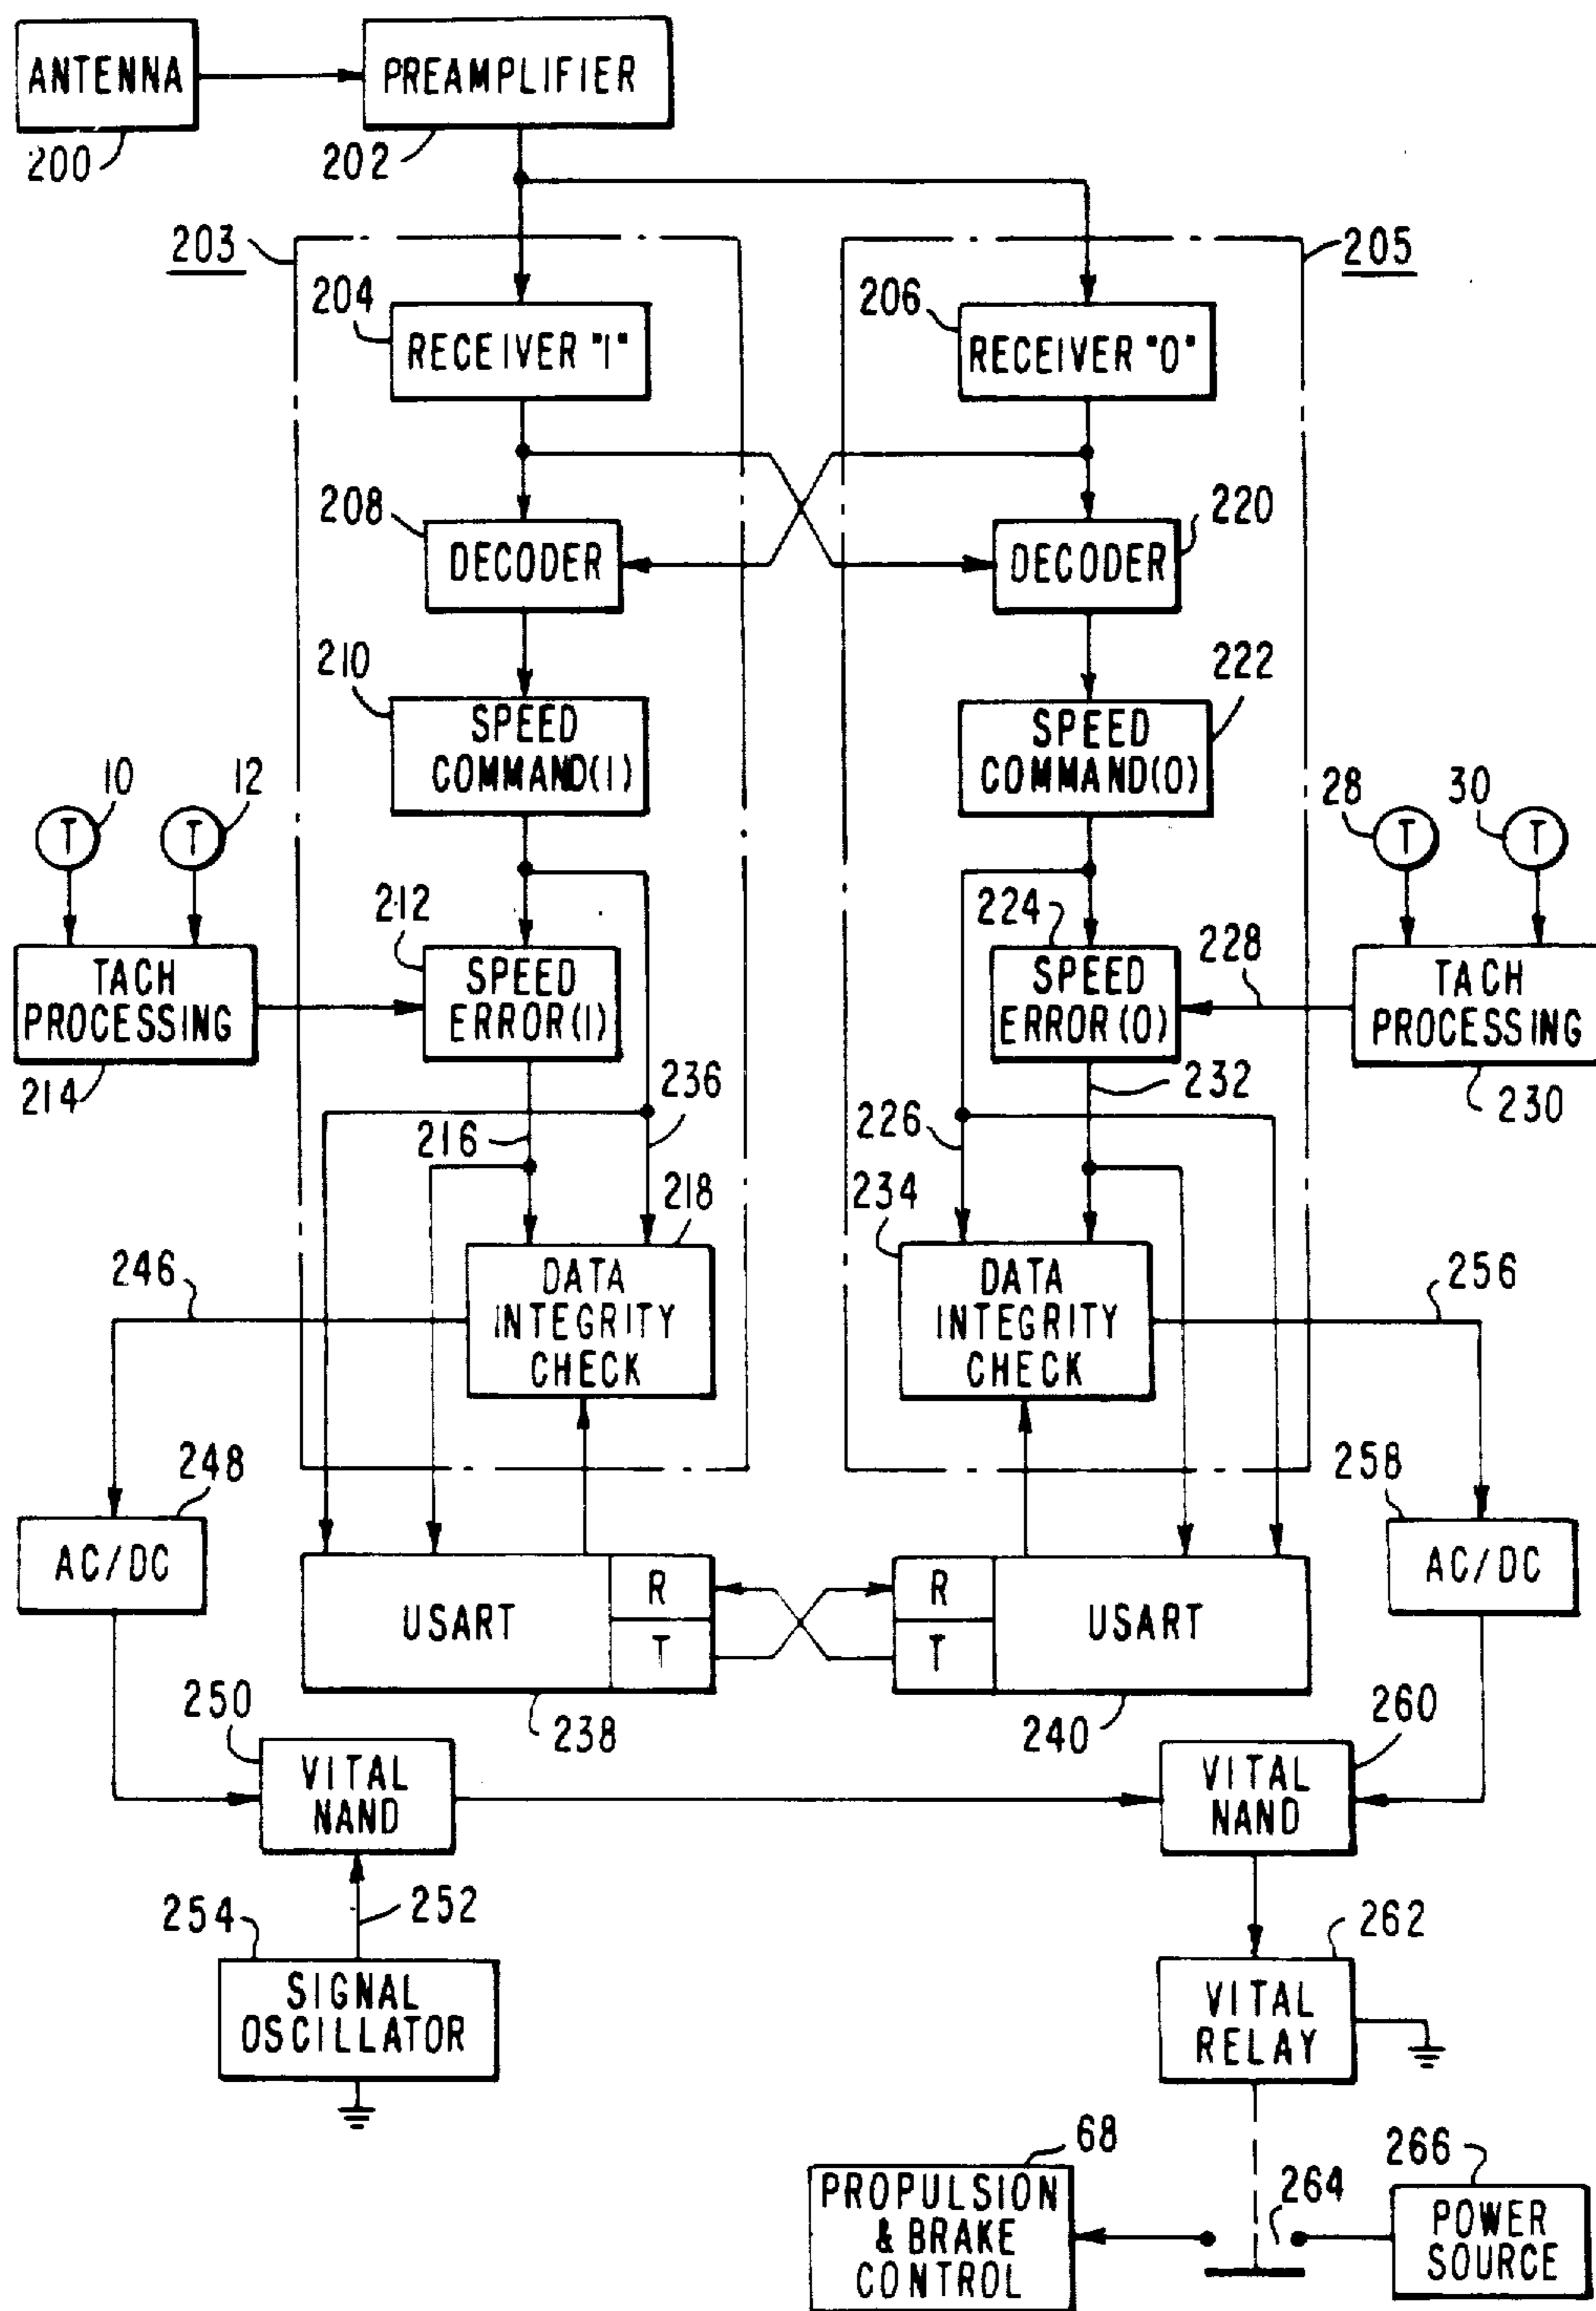 ANTENNA
PREAMPLIFIER
200
202
203
205
204
206
RECEIVER "1"
RECEIVER "0"
208
220
DECODER
DECODER
210
222
SPEED
COMMAND(1)
SPEED
COMMAND(0)
10
12
28
30
T
T
T
T
212
224
228
TACH
PROCESSING
SPEED
ERROR(1)
SPEED
ERROR(0)
TACH
PROCESSING
214
236
232
230
216
226
218
234
246
256
DATA
INTEGRITY
CHECK
DATA
INTEGRITY
CHECK
248
258
AC/DC
AC/DC
USART
R
T
R
T
USART
250
238
240
260
VITAL
NAND
VITAL
NAND
254
252
262
SIGNAL
OSCILLATOR
VITAL
RELAY
68
264
266
PROPULSION
& BRAKE
CONTROL
POWER
SOURCE